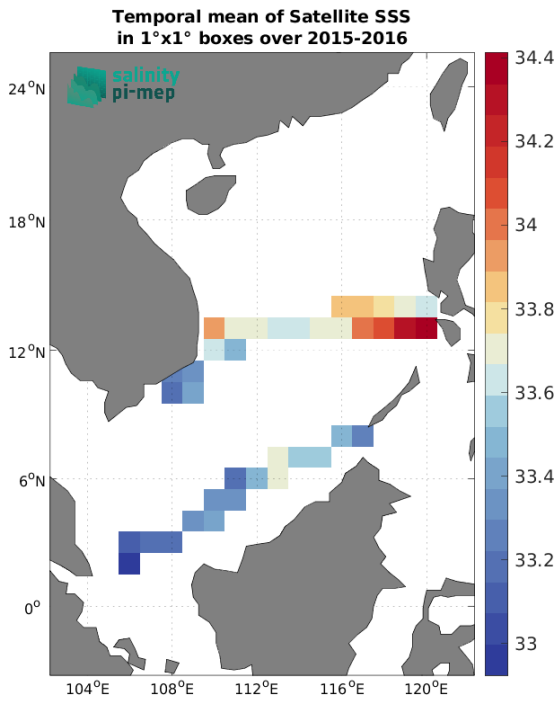 Temporal mean of Satellite SSS
in 1°x1° boxes over 2015-2016
salinity
pi-mep
24°N
18°N
12°N
6°N
0°
104°E 108°E 112°E 116°E 120°E
34.4
34.2
34
33.8
33.6
33.4
33.2
33